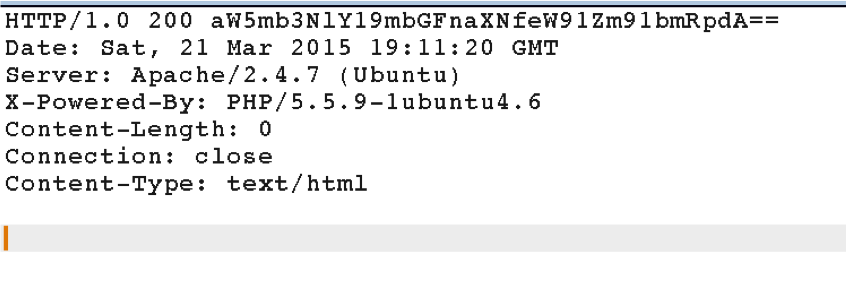 HTTP/1.0 200 aW5mb3NlY19mbGFnaXNfeW91Zm91bmRpdA==
Date: Sat, 21 Mar 2015 19:11:20 GMT
Server: Apache/2.4.7 (Ubuntu)
X-Powered-By: PHP/5.5.9-1ubuntu4.6
Content-Length: 0
Connection: close
Content-Type: text/html